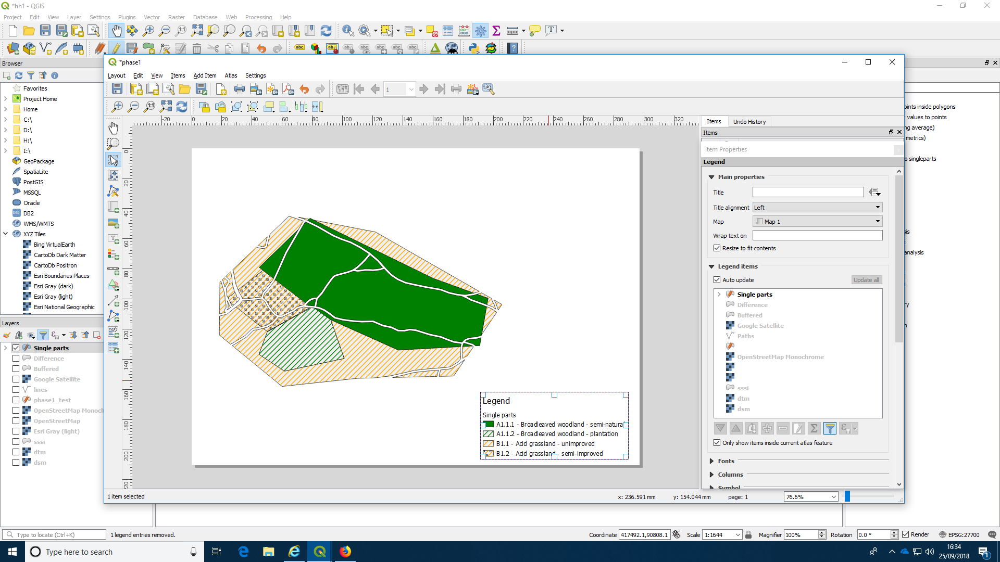 *hh1 - QGIS
Project Edit View Layer Settings Plugins Vector Raster Database Web Processing Help
Browser
Favorites
Project Home
Home
C:\
D:\
H:\
I:\
GeoPackage
SpatiaLite
PostGIS
MSSQL
Oracle
DB2
WMS/WMTS
XYZ Tiles
Bing VirtualEarth
CartoDb Dark Matter
CartoDb Positron
Esri Boundaries Places
Esri Gray (dark)
Esri Gray (light)
Esri National Geographic
Layers
Single parts
Difference
Buffered
Google Satellite
lines
phase1_test
OpenStreetMap Monoch
OpenStreetMap
Esri Gray (light)
sssi
dtm
dsm
*phase1
Layout Edit View Items Add Item Atlas Settings
1
-20 0 20 40 60 80 100 120 140 160 180 200 220 240 260 280 300 320
0
20
40
60
80
100
120
140
160
180
200
220
Legend
Single parts
A1.1.1 - Broadleaved woodland - semi-natura
A1.1.2 - Broadleaved woodland - plantation
B1.1 - Acid grassland - unimproved
B1.2 - Acid grassland - semi-improved
Items Undo History
Items
Item Properties
Legend
Main properties
Title
Title alignment Left
Map Map 1
Wrap text on
Resize to fit contents
Legend items
Auto update Update all
Single parts
Difference
Buffered
Google Satellite
Paths
OpenStreetMap Monochrome
sssi
dtm
dsm
Only show items inside current atlas feature
Fonts
Columns
Symbol
1 item selected x: 236.591 mm y: 154.044 mm page: 1 76.6%
oints inside polygons
values to points
ng average)
metrics)
o singleparts
sis
analysis
ry
Type to locate (Ctrl+K) 1 legend entries removed. Coordinate 417492.1,90808.1 Scale 1:1644 Magnifier 100% Rotation 0.0 ° Render EPSG:27700
Type here to search
16:34
25/09/2018
1